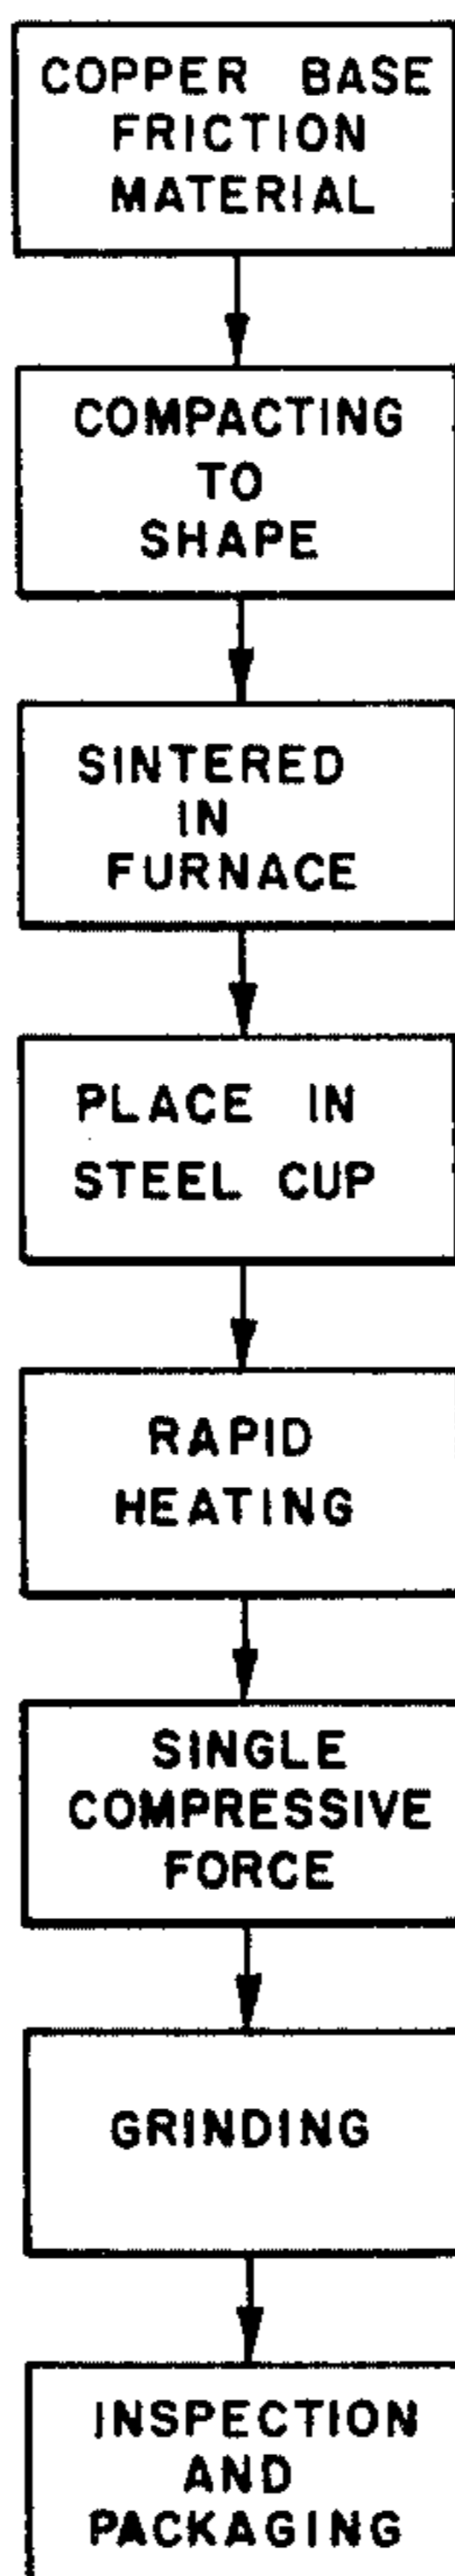 COPPER BASE
FRICTION
MATERIAL
COMPACTING
TO
SHAPE
SINTERED
IN
FURNACE
PLACE IN
STEEL CUP
RAPID
HEATING
SINGLE
COMPRESSIVE
FORCE
GRINDING
INSPECTION
AND
PACKAGING